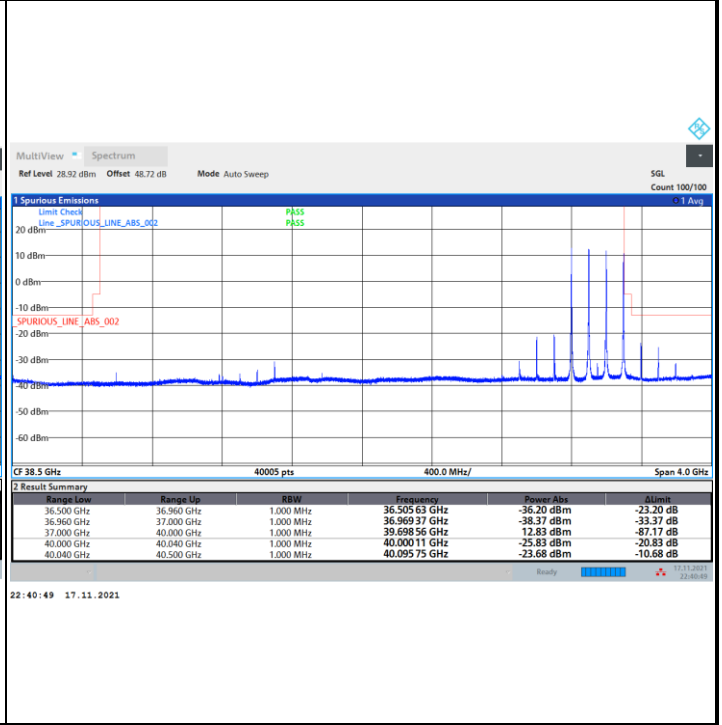 MultiView Spectrum
Ref Level 28.92 dBm Offset 48.72 dB Mode Auto Sweep SGL
Count 100/100
1 Spurious Emissions 1 Avg
Limit Check PASS
Line _SPURIOUS_LINE_ABS_002 PASS
20 dBm
10 dBm
0 dBm
-10 dBm
_SPURIOUS_LINE_ABS_002
-20 dBm
-30 dBm
-40 dBm
-50 dBm
-60 dBm
CF 38.5 GHz 40005 pts 400.0 MHz/ Span 4.0 GHz
2 Result Summary
Range Low Range Up RBW Frequency Power Abs ΔLimit
36.500 GHz 36.960 GHz 1.000 MHz 36.505 63 GHz -36.20 dBm -23.20 dB
36.960 GHz 37.000 GHz 1.000 MHz 36.969 37 GHz -38.37 dBm -33.37 dB
37.000 GHz 40.000 GHz 1.000 MHz 39.698 56 GHz 12.83 dBm -87.17 dB
40.000 GHz 40.040 GHz 1.000 MHz 40.000 11 GHz -25.83 dBm -20.83 dB
40.040 GHz 40.500 GHz 1.000 MHz 40.095 75 GHz -23.68 dBm -10.68 dB
Ready 17.11.2021
22:40:49
22:40:49 17.11.2021